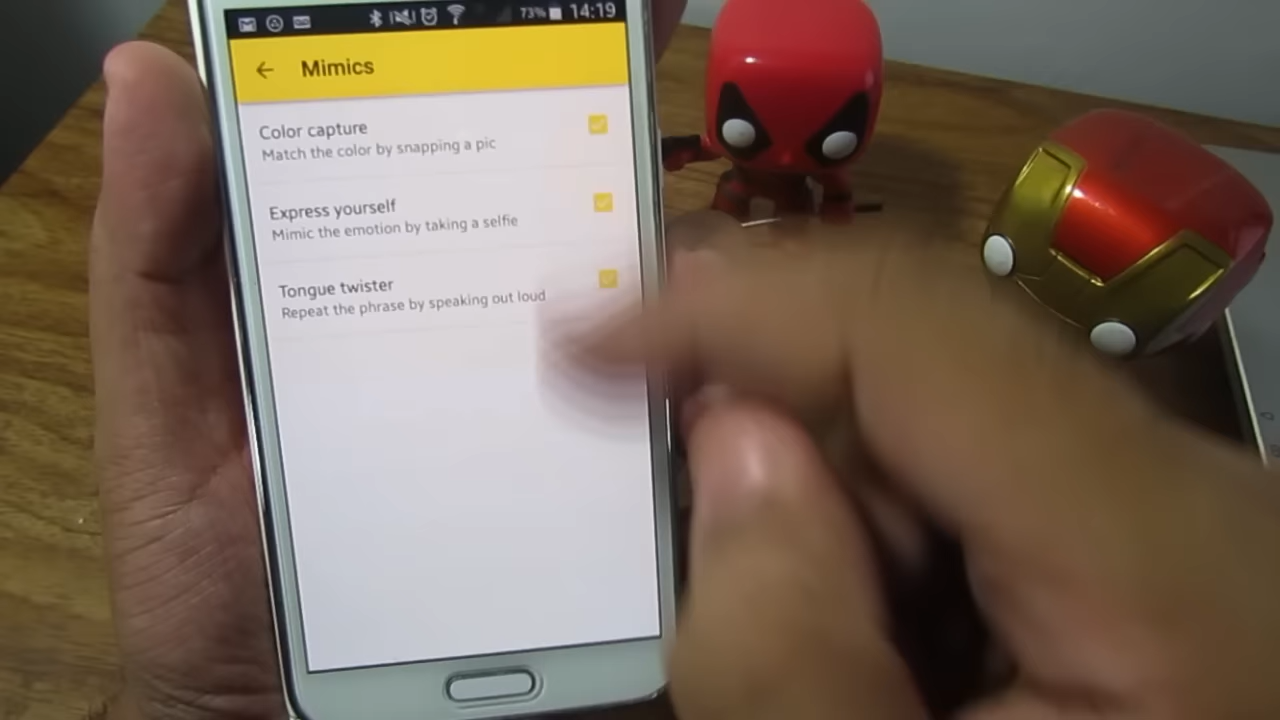 73% 14:19
Mimics
Color capture
Match the color by snapping a pic
Express yourself
Mimic the emotion by taking a selfie
Tongue twister
Repeat the phrase by speaking out loud